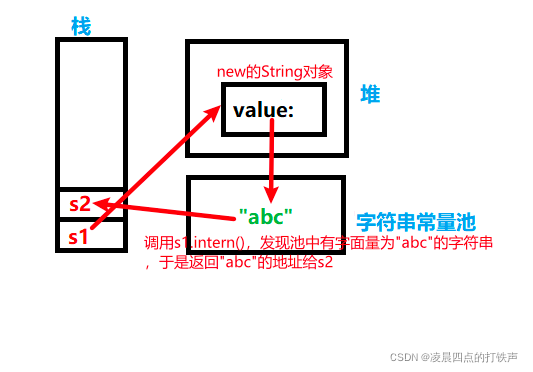 栈
new的String对象
value:
堆
s2
"abc"
字符串常量池
s1
调用s1.intern()，发现池中有字面量为"abc"的字符串
，于是返回"abc"的地址给s2
CSDN @凌晨四点的打铁声